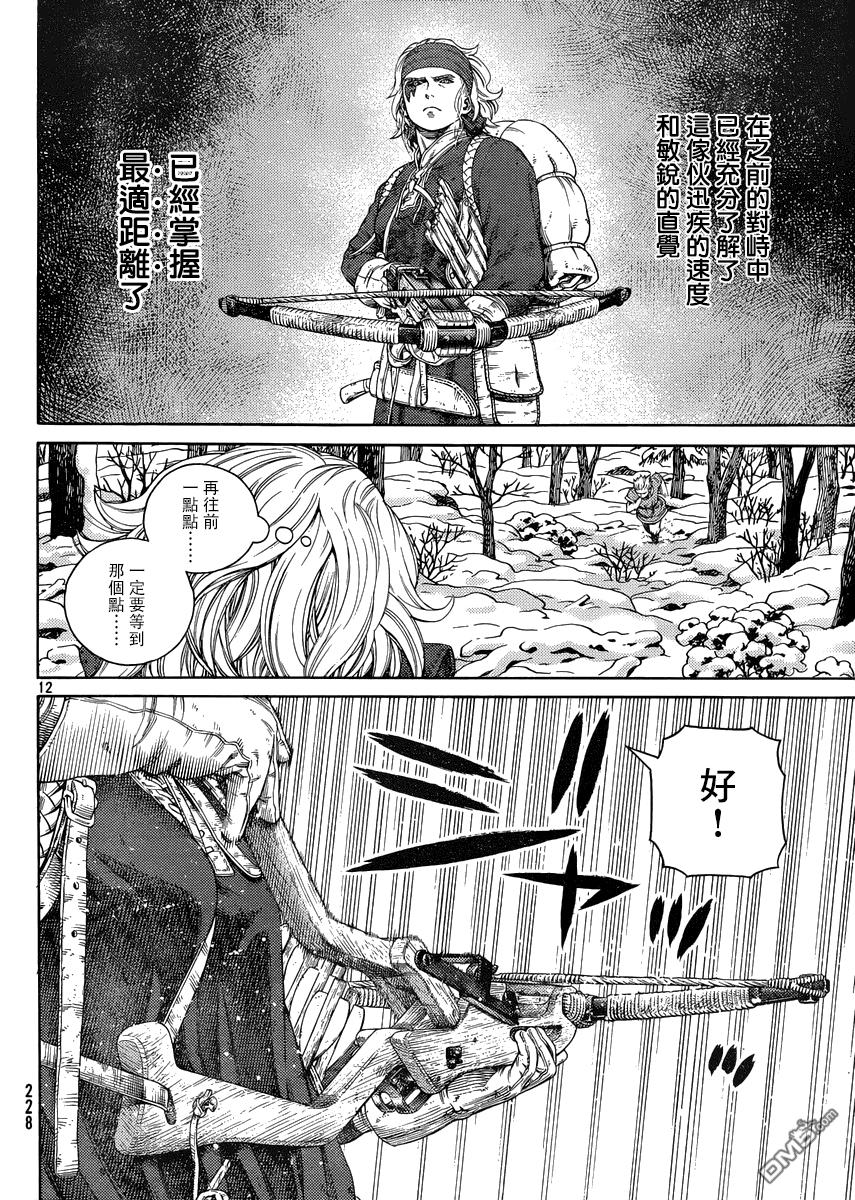 在之前的對峙中
已經充分了解了
這傢伙迅疾的速度
和敏銳的直覺
已經掌握
最適距離了
再往前
一點點……
一定要等到
那個點……
12
好！
228
DMB.COM